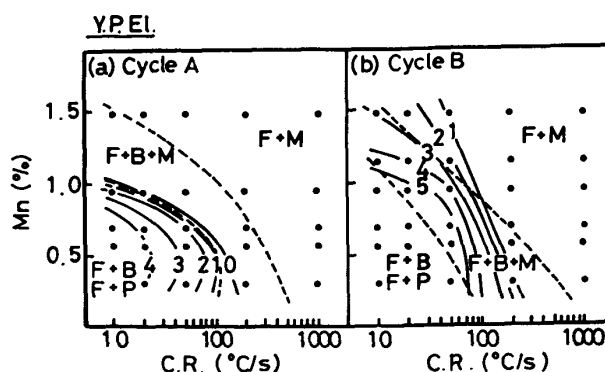 Y.P.El.
(a) Cycle A
(b) Cycle B
Mn (%)
1.5
1.0
0.5
F+B+M
F+M
F+B
F+P
4 3 2 1 0
10 100 1000
C.R. (°C/s)
F+M
1
2
3
4
5
F+B
F+P
F+B+M
10 100 1000
C.R. (°C/s)